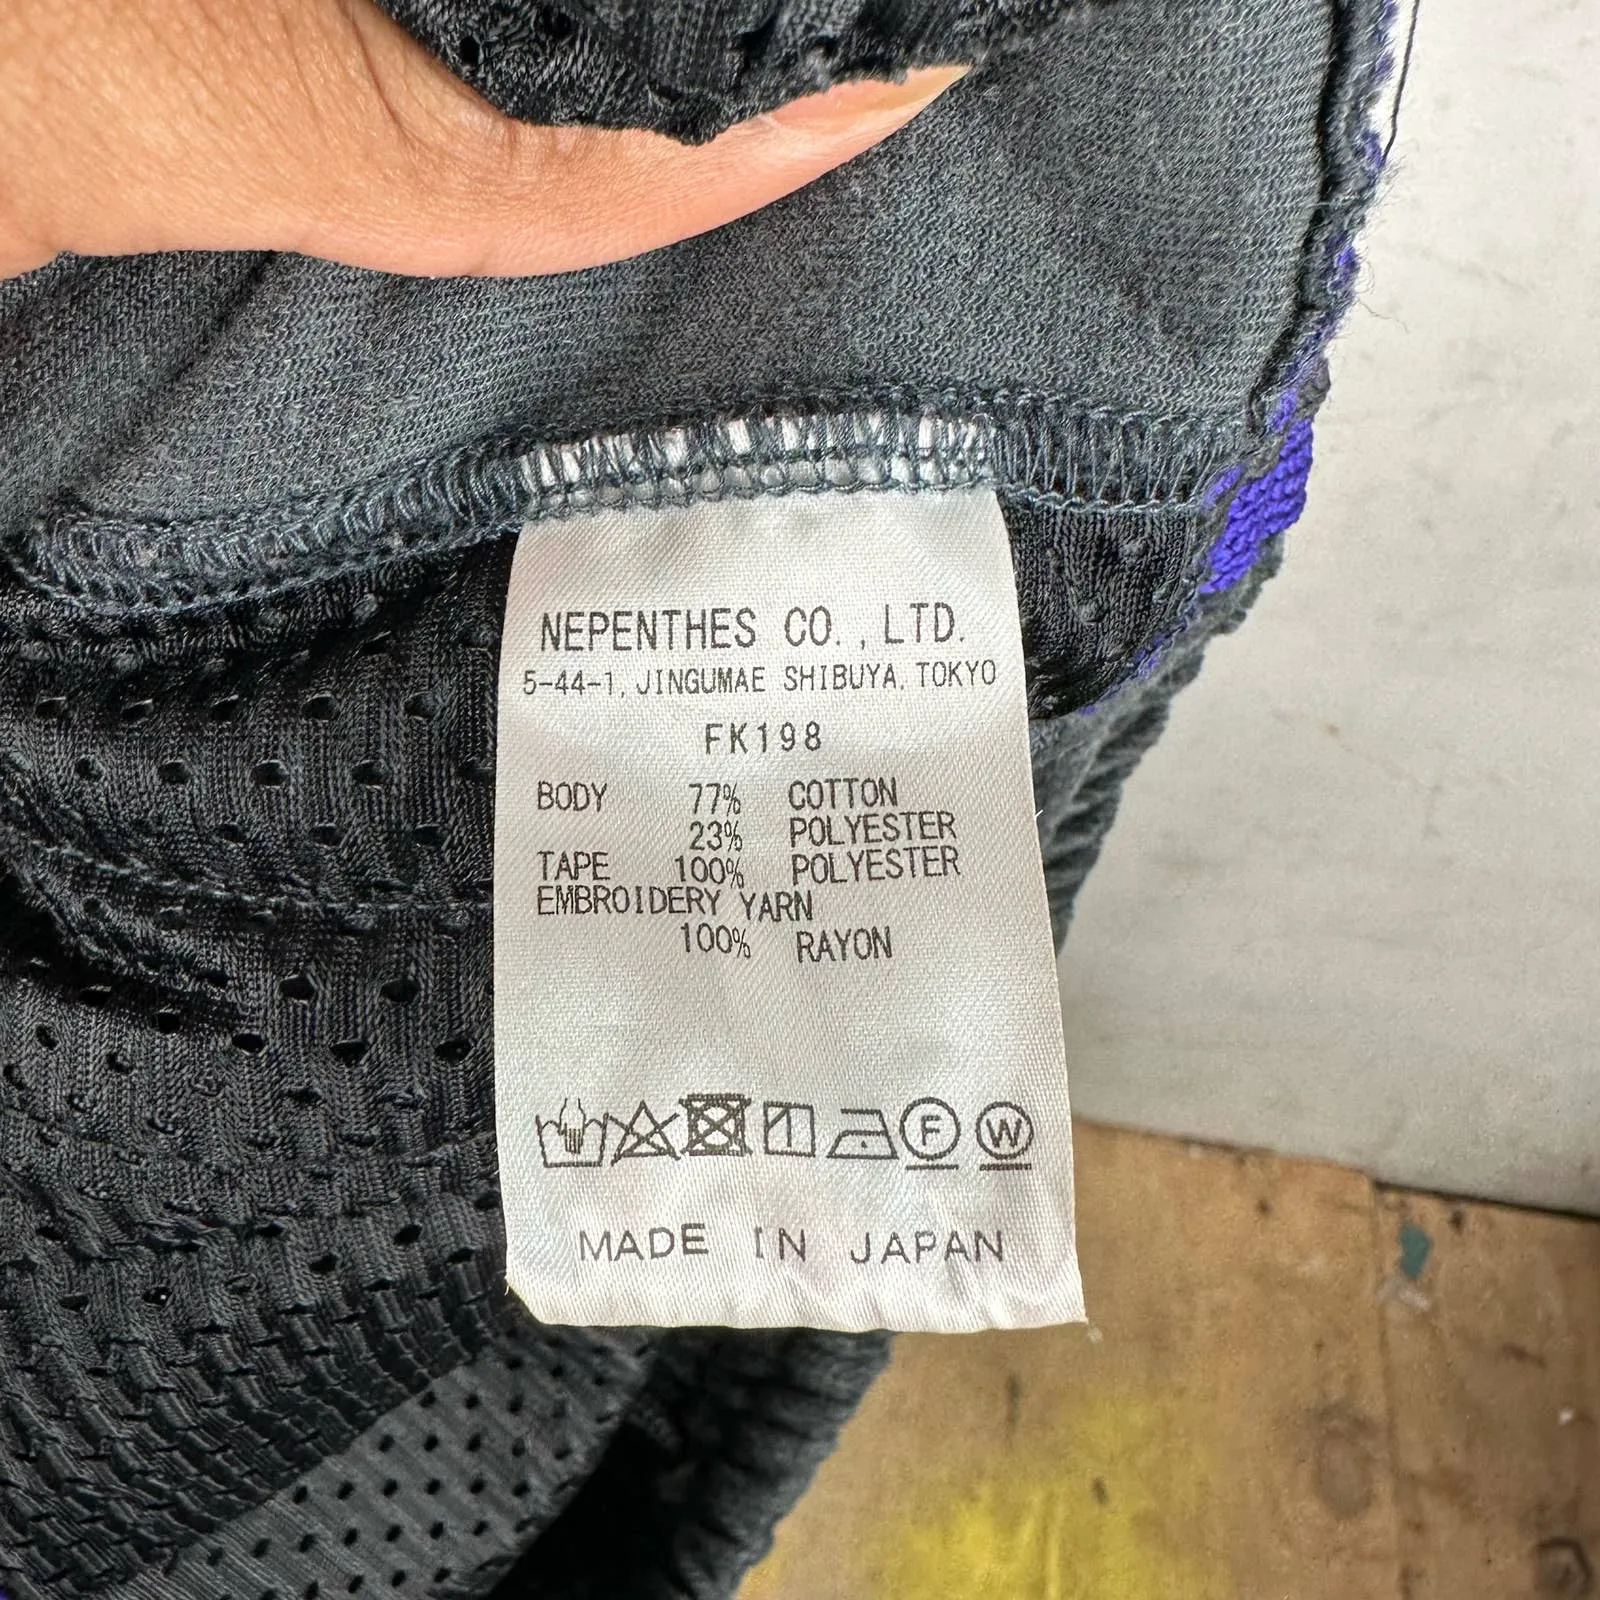 NEPENTHES CO., LTD.
5-44-1, JINGUMAE SHIBUYA, TOKYO
FK198
BODY 77% COTTON
23% POLYESTER
TAPE 100% POLYESTER
EMBROIDERY YARN
100% RAYON
F W
MADE IN JAPAN